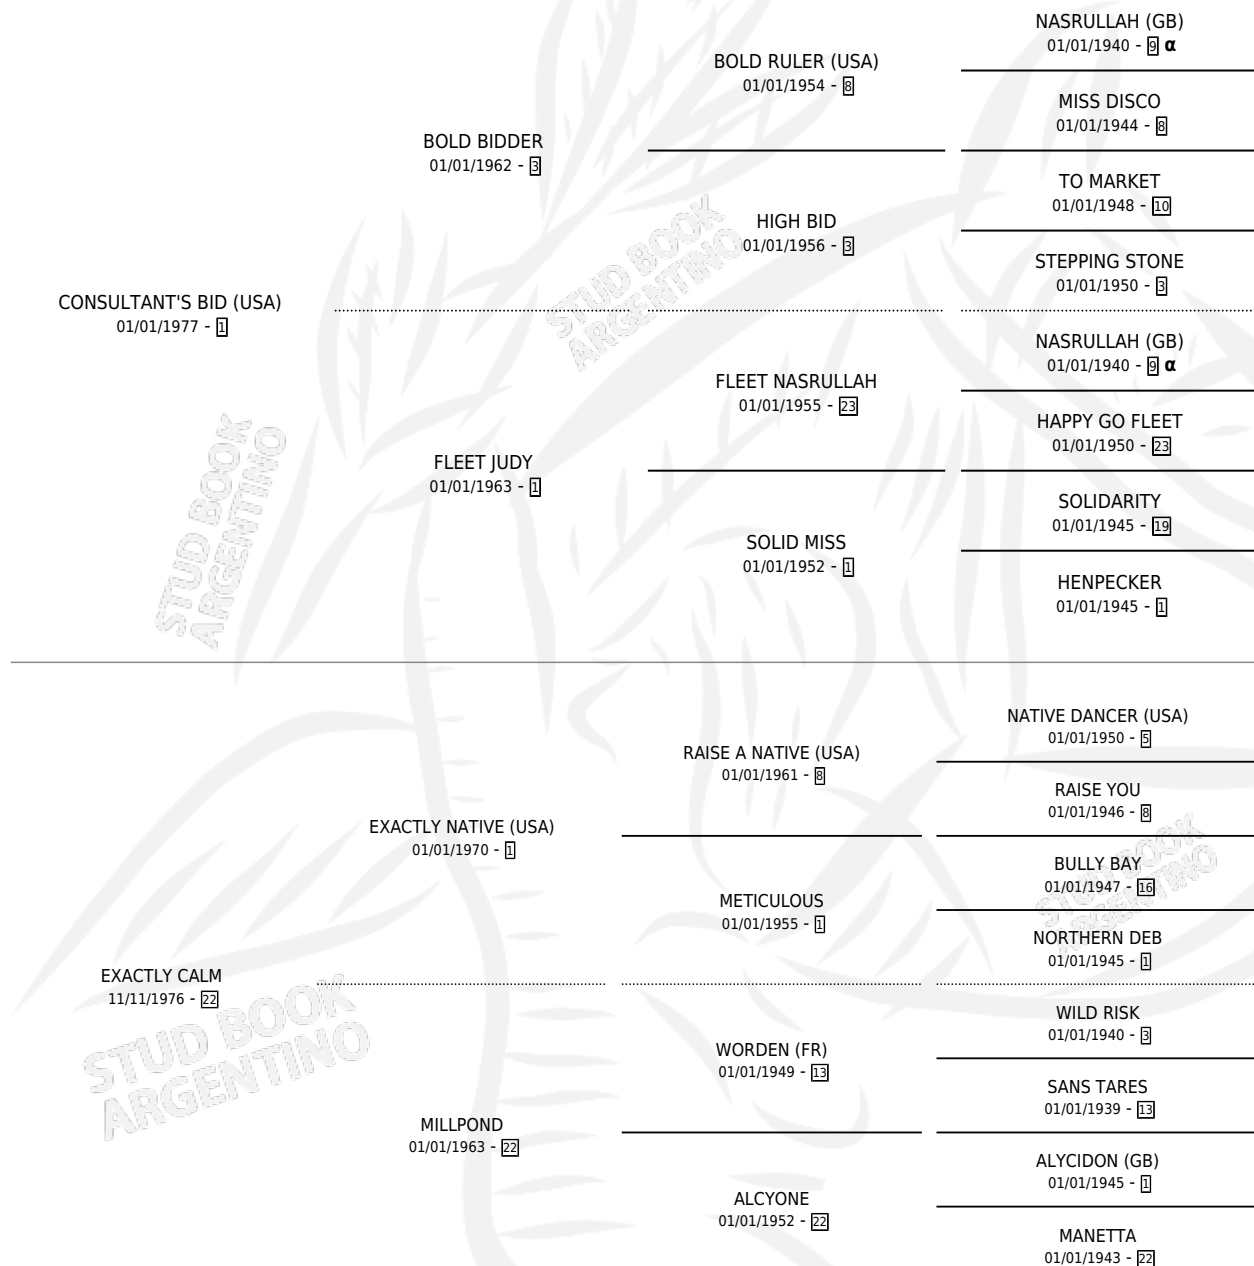 NASRULLAH (GB)
01/01/1940 - 9 α
BOLD RULER (USA)
01/01/1954 - 8
MISS DISCO
01/01/1944 - 8
BOLD BIDDER
01/01/1962 - 3
TO MARKET
01/01/1948 - 10
HIGH BID
01/01/1956 - 3
STEPPING STONE
01/01/1950 - 3
CONSULTANT'S BID (USA)
01/01/1977 - 1
NASRULLAH (GB)
01/01/1940 - 9 α
FLEET NASRULLAH
01/01/1955 - 23
HAPPY GO FLEET
01/01/1950 - 23
FLEET JUDY
01/01/1963 - 1
SOLIDARITY
01/01/1945 - 19
SOLID MISS
01/01/1952 - 1
HENPECKER
01/01/1945 - 1
NATIVE DANCER (USA)
01/01/1950 - 5
RAISE A NATIVE (USA)
01/01/1961 - 8
RAISE YOU
01/01/1946 - 8
EXACTLY NATIVE (USA)
01/01/1970 - 1
BULLY BAY
01/01/1947 - 16
METICULOUS
01/01/1955 - 1
NORTHERN DEB
01/01/1945 - 1
EXACTLY CALM
11/11/1976 - 22
WILD RISK
01/01/1940 - 3
WORDEN (FR)
01/01/1949 - 13
SANS TARES
01/01/1939 - 13
MILLPOND
01/01/1963 - 22
ALYCIDON (GB)
01/01/1945 - 1
ALCYONE
01/01/1952 - 22
MANETTA
01/01/1943 - 22
STUD BOOK
ARGENTINO
STUD BOOK
ARGENTINO
STUD BOOK
ARGENTINO
STUD BOOK
ARGENTINO